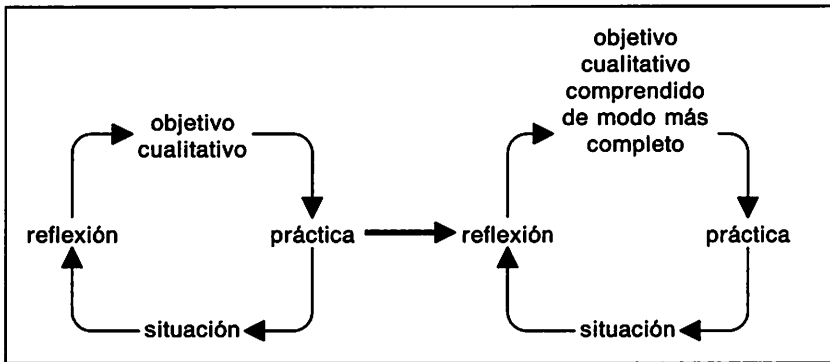 objetivo
cualitativo
reflexión
práctica
situación
objetivo
cualitativo
comprendido
de modo más
completo
reflexión
práctica
situación